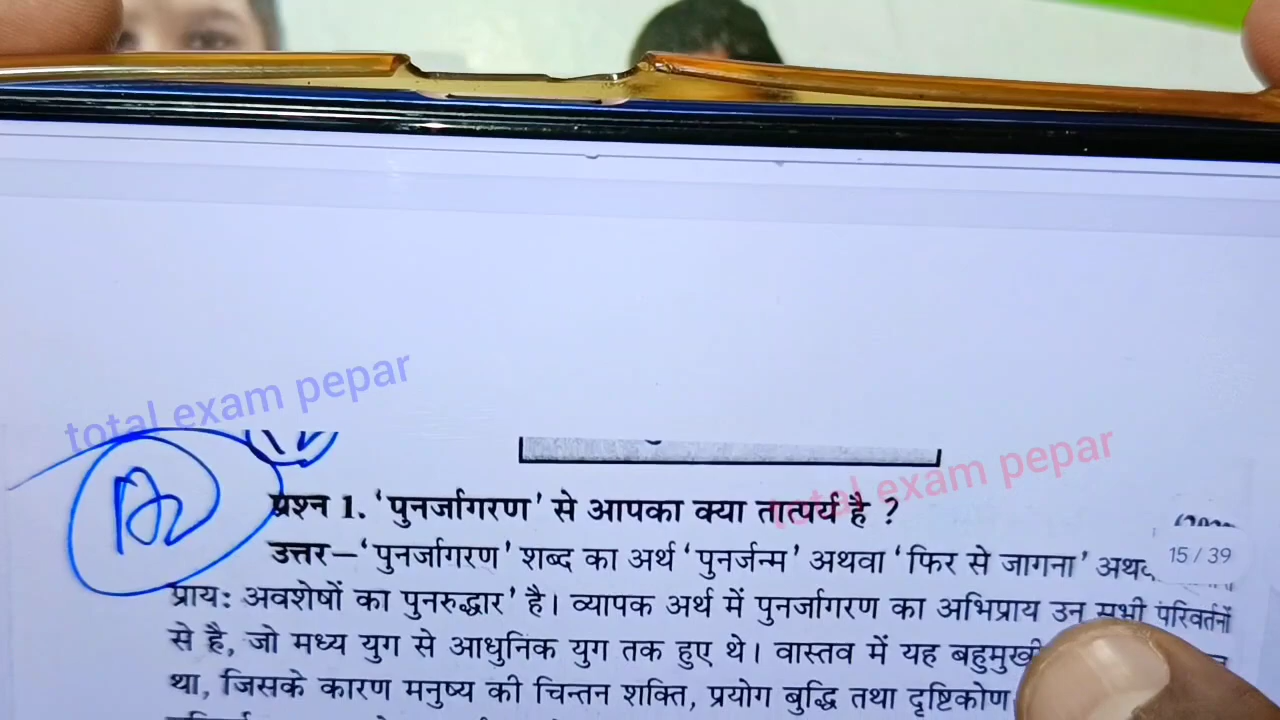 total exam pepar
total exam pepar
प्रश्न 1. 'पुनर्जागरण' से आपका क्या तात्पर्य है ?
15 / 39
उत्तर–'पुनर्जागरण' शब्द का अर्थ 'पुनर्जन्म' अथवा 'फिर से जागना'
प्राय: अवशेषों का पुनरुद्धार' है। व्यापक अर्थ में पुनर्जागरण का अभिप्राय उन सभी परिवर्तनों
से है, जो मध्य युग से आधुनिक युग तक हुए थे। वास्तव में यह बहुमुखी
था, जिसके कारण मनुष्य की चिन्तन शक्ति, प्रयोग बुद्धि तथा दृष्टिकोण